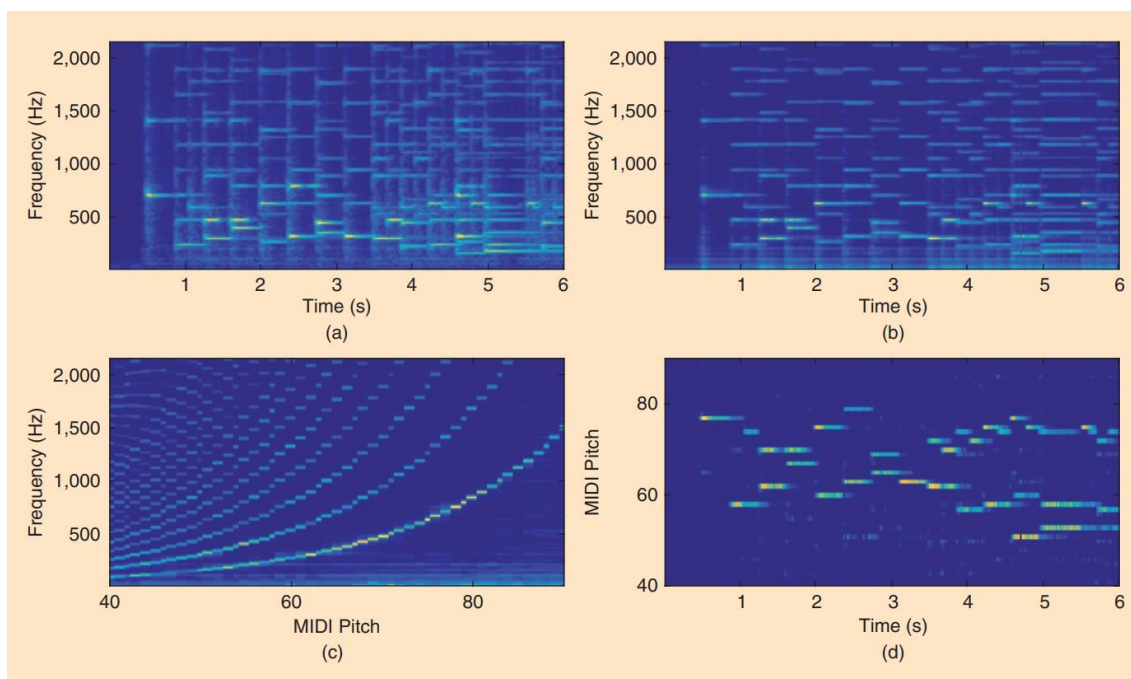 2,000
1,500
1,000
500
Frequency (Hz)
1 2 3 4 5 6
Time (s)
(a)
2,000
1,500
1,000
500
Frequency (Hz)
1 2 3 4 5 6
Time (s)
(b)
2,000
1,500
1,000
500
Frequency (Hz)
40 60 80
MIDI Pitch
(c)
80
60
40
MIDI Pitch
1 2 3 4 5 6
Time (s)
(d)